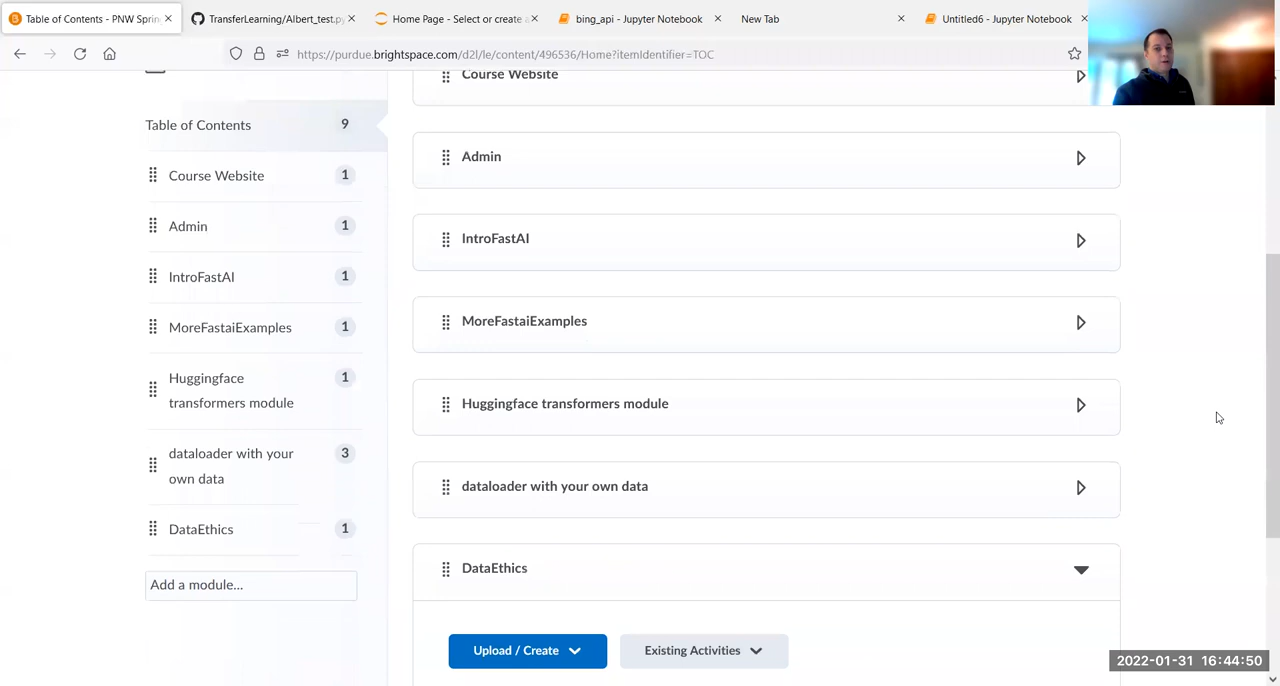 Table of Contents - PNW Sprin
TransferLearning/Albert_test.py
Home Page - Select or create a
bing_api - Jupyter Notebook
New Tab
Untitled6 - Jupyter Notebook
https://purdue.brightspace.com/d2l/le/content/496536/Home?itemIdentifier=TOC
Table of Contents 9
Course Website 1
Admin 1
IntroFastAI 1
MoreFastaiExamples 1
Huggingface 1
transformers module
dataloader with your 3
own data
DataEthics 1
Add a module...
Course Website
Admin
IntroFastAI
MoreFastaiExamples
Huggingface transformers module
dataloader with your own data
DataEthics
Upload / Create
Existing Activities
2022-01-31 16:44:50